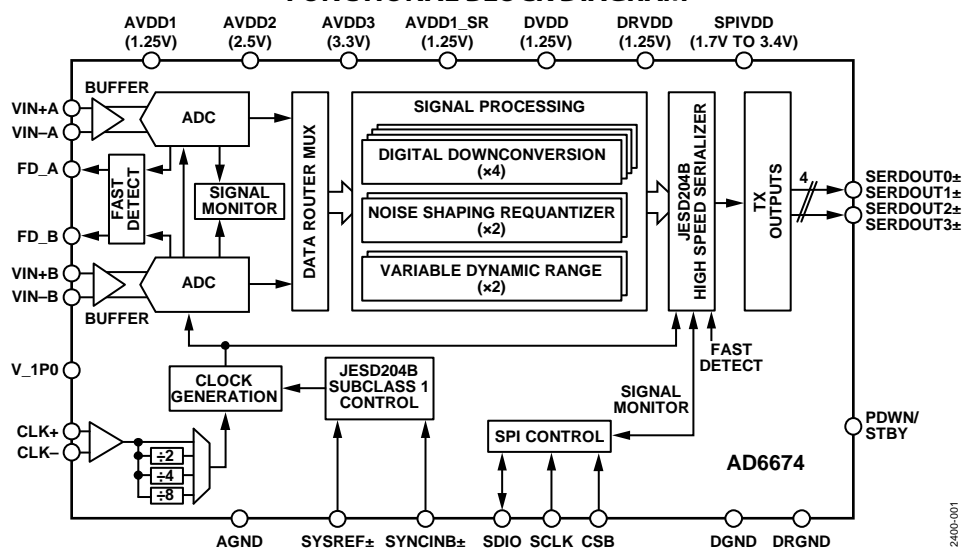 FUNCTIONAL BLOCK DIAGRAM
AVDD1
(1.25V)
AVDD2
(2.5V)
AVDD3
(3.3V)
AVDD1_SR
(1.25V)
DVDD
(1.25V)
DRVDD
(1.25V)
SPIVDD
(1.7V TO 3.4V)
BUFFER
VIN+A
VIN–A
ADC
FD_A
FD_B
FAST
DETECT
SIGNAL
MONITOR
VIN+B
VIN–B
ADC
BUFFER
DATA ROUTER MUX
SIGNAL PROCESSING
DIGITAL DOWNCONVERSION
(×4)
NOISE SHAPING REQUANTIZER
(×2)
VARIABLE DYNAMIC RANGE
(×2)
JESD204B
HIGH SPEED SERIALIZER
TX
OUTPUTS
4
SERDOUT0±
SERDOUT1±
SERDOUT2±
SERDOUT3±
FAST
DETECT
V_1P0
CLOCK
GENERATION
JESD204B
SUBCLASS 1
CONTROL
SIGNAL
MONITOR
CLK+
CLK–
÷2
÷4
÷8
SPI CONTROL
PDWN/
STBY
AD6674
AGND
SYSREF±
SYNCINB±
SDIO
SCLK
CSB
DGND
DRGND
2400-001